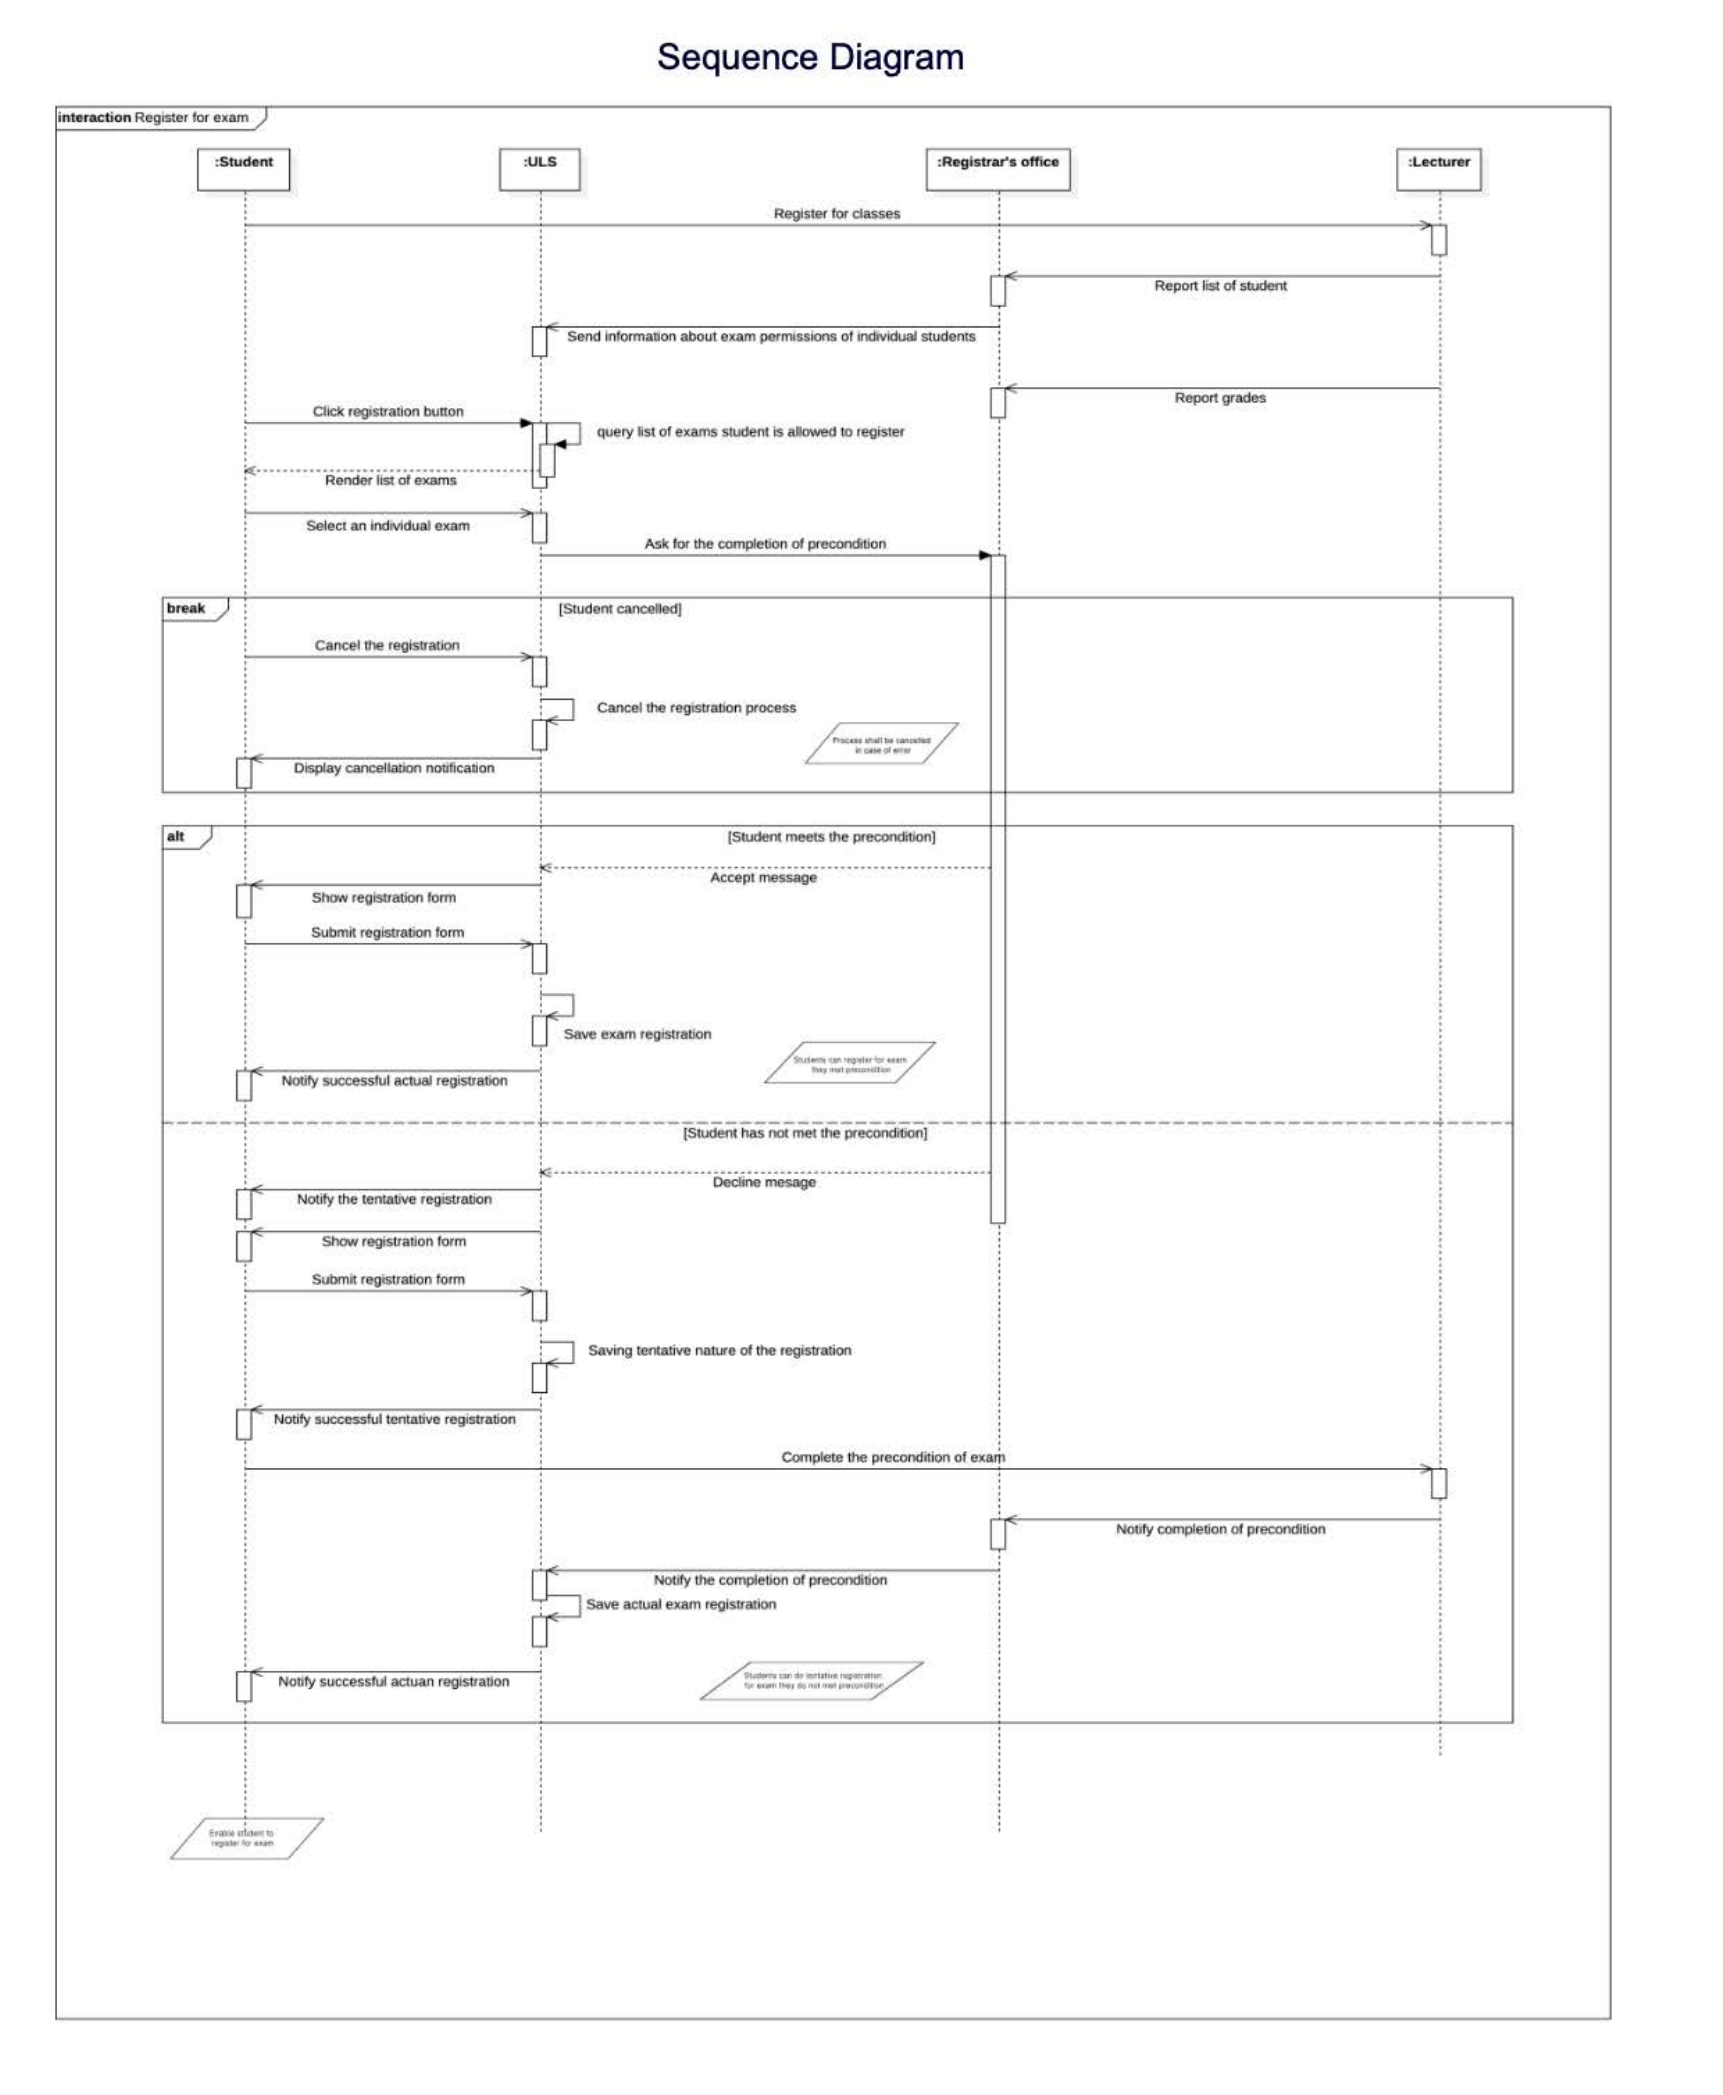 Sequence Diagram
interaction Register for exam
:Student
:ULS
:Registrar's office
:Lecturer
Register for classes
Report list of student
Send information about exam permissions of individual students
Report grades
Click registration button
query list of exams student is allowed to register
Render list of exams
Select an individual exam
Ask for the completion of precondition
break
[Student cancelled]
Cancel the registration
Cancel the registration process
Process shall be cancelled
in case of error
Display cancellation notification
alt
[Student meets the precondition]
Accept message
Show registration form
Submit registration form
Save exam registration
Students can register for exam
they met precondition
Notify successful actual registration
[Student has not met the precondition]
Decline mesage
Notify the tentative registration
Show registration form
Submit registration form
Saving tentative nature of the registration
Notify successful tentative registration
Complete the precondition of exam
Notify completion of precondition
Notify the completion of precondition
Save actual exam registration
Students can do tentative registration
for exam they do not met precondition
Notify successful actuan registration
Enable student to
register for exam